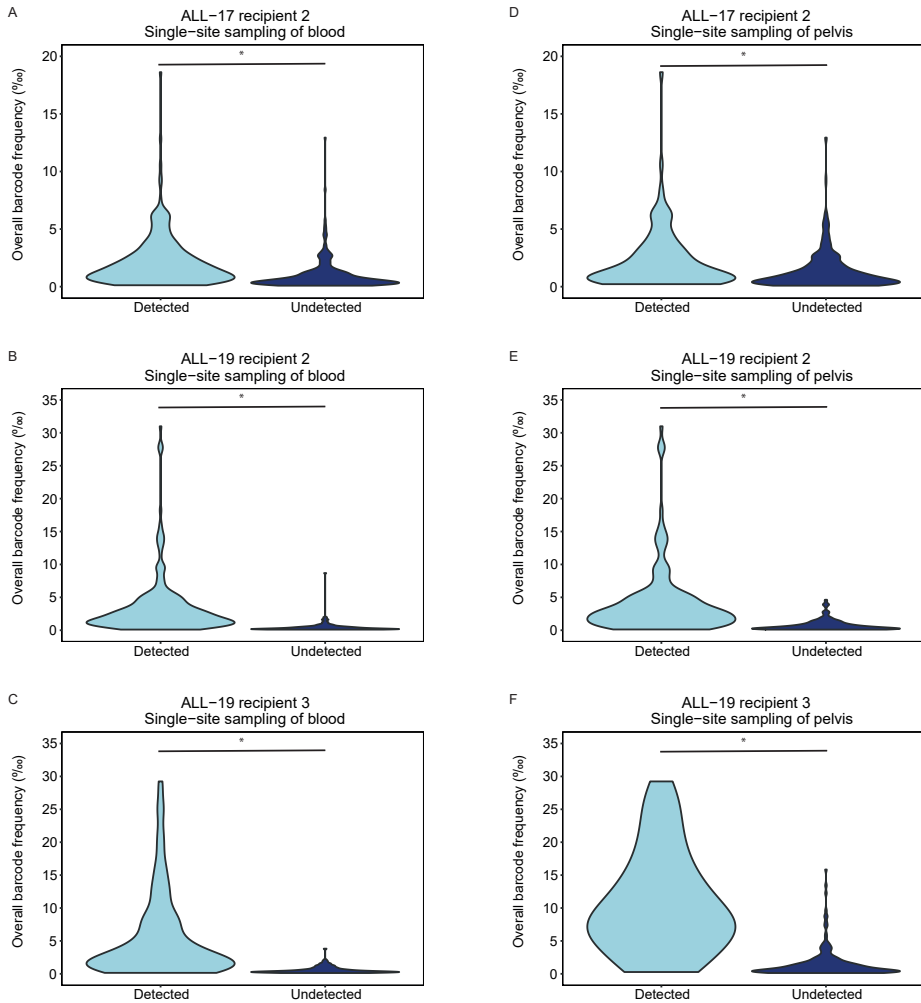 A
ALL−17 recipient 2
Single−site sampling of blood
Overall barcode frequency (‱)
20
15
10
5
0
*
Detected
Undetected
D
ALL−17 recipient 2
Single−site sampling of pelvis
Overall barcode frequency (‱)
20
15
10
5
0
*
Detected
Undetected
B
ALL−19 recipient 2
Single−site sampling of blood
Overall barcode frequency (‱)
35
30
25
20
15
10
5
0
*
Detected
Undetected
E
ALL−19 recipient 2
Single−site sampling of pelvis
Overall barcode frequency (‱)
35
30
25
20
15
10
5
0
*
Detected
Undetected
C
ALL−19 recipient 3
Single−site sampling of blood
Overall barcode frequency (‱)
35
30
25
20
15
10
5
0
*
Detected
Undetected
F
ALL−19 recipient 3
Single−site sampling of pelvis
Overall barcode frequency (‱)
35
30
25
20
15
10
5
0
*
Detected
Undetected